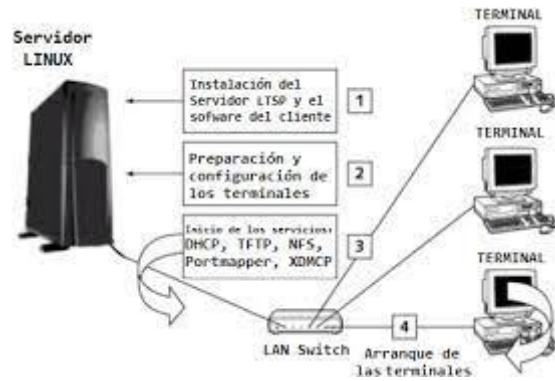 Servidor
LINUX
Instalación del
Servidor LTSP y el
sofware del cliente
1
Preparación y
configuración de
los terminales
2
Inicio de los servicios:
DHCP, TFTP, NFS,
Portmapper, XDMCP
3
TERMINAL
TERMINAL
TERMINAL
LAN Switch
4
Arranque de
las terminales